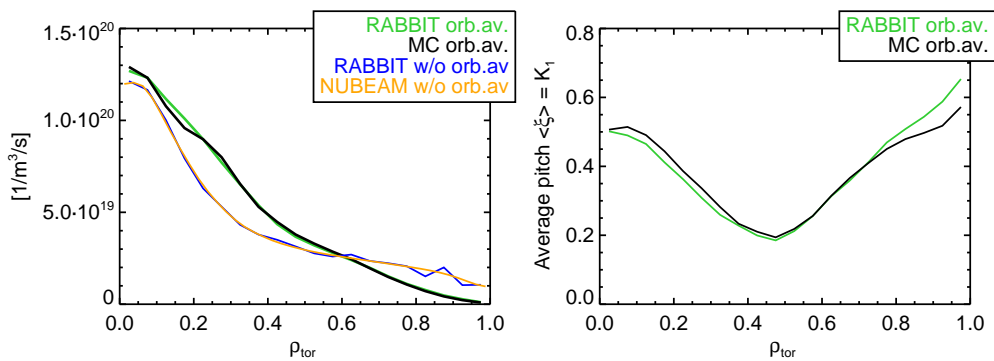 RABBIT orb.av.
MC orb.av.
RABBIT w/o orb.av
NUBEAM w/o orb.av
[1/m³/s]
1.5·10²⁰
1.0·10²⁰
5.0·10¹⁹
0
0.0 0.2 0.4 0.6 0.8 1.0
ρtor
RABBIT orb.av.
MC orb.av.
Average pitch <ξ> = K₁
0.8
0.6
0.4
0.2
0.0
0.0 0.2 0.4 0.6 0.8 1.0
ρtor